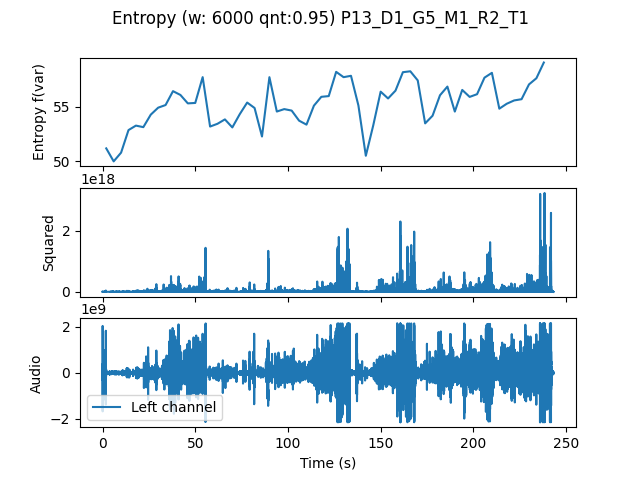 Entropy (w: 6000 qnt:0.95) P13_D1_G5_M1_R2_T1
Entropy f(var)
55
50
1e18
Squared
2
0
1e9
Audio
2
0
−2
Left channel
0
50
100
150
200
250
Time (s)